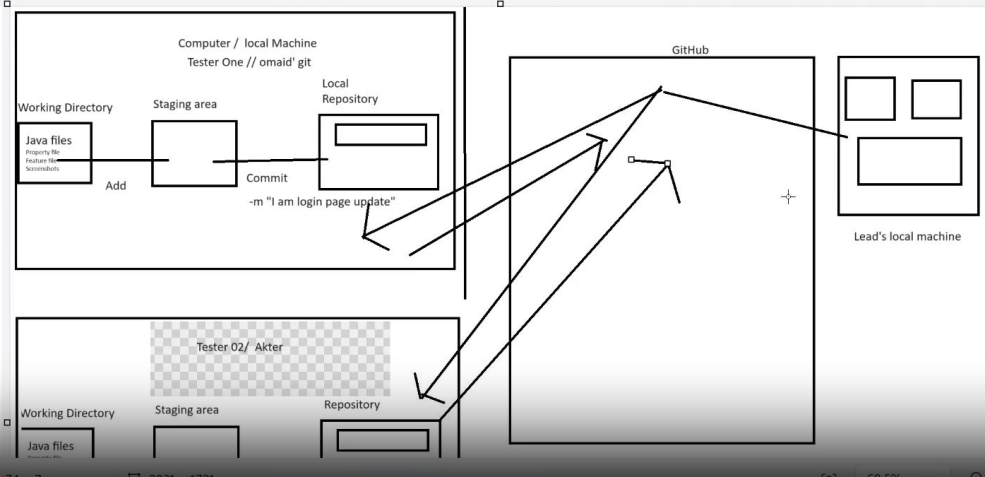 Computer / local Machine
Tester One // omaid' git
Local
Repository
Working Directory
Staging area
Java files
Property file
Feature file
Screenshots
Add
Commit
-m "I am login page update"
GitHub
Lead's local machine
Tester 02/ Akter
Working Directory
Staging area
Repository
Java files